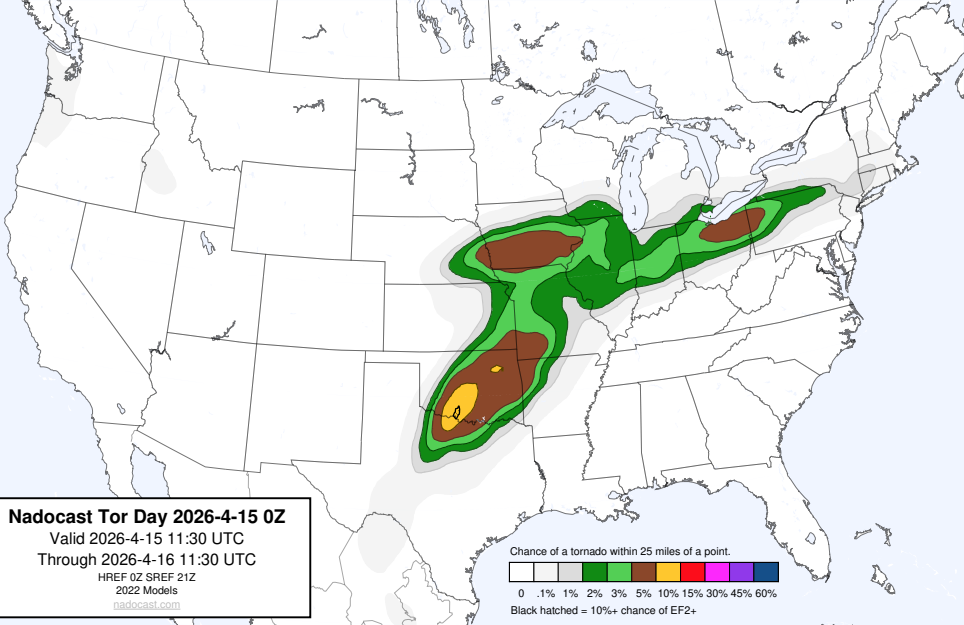 Nadocast Tor Day 2026-4-15 0Z
Valid 2026-4-15 11:30 UTC
Through 2026-4-16 11:30 UTC
HREF 0Z SREF 21Z
2022 Models
nadocast.com
Chance of a tornado within 25 miles of a point.
0 .1% 1% 2% 3% 5% 10% 15% 30% 45% 60%
Black hatched = 10%+ chance of EF2+